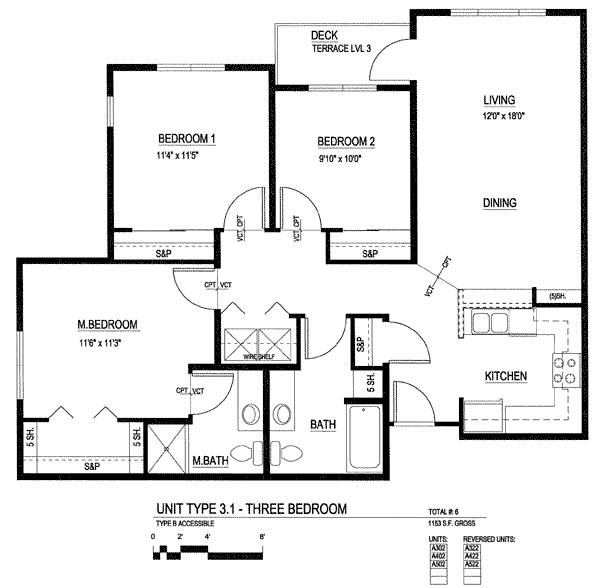 DECK
TERRACE LVL 3
LIVING
12'0" x 18'0"
BEDROOM 1
11'4" x 11'5"
BEDROOM 2
9'10" x 10'0"
DINING
VCT CPT
VCT CPT
S&P
S&P
CPT
VCT
CPT VCT
(5)SH.
M.BEDROOM
11'6" x 11'3"
WIRE SHELF
S&P
KITCHEN
5 SH.
CPT VCT
5 SH.
5 SH.
BATH
M.BATH
S&P
UNIT TYPE 3.1 - THREE BEDROOM
TYPE B ACCESSIBLE
TOTAL #: 6
1153 S.F. GROSS
0 2' 4' 8'
UNITS: REVERSED UNITS:
A302 A322
A402 A422
A502 A522